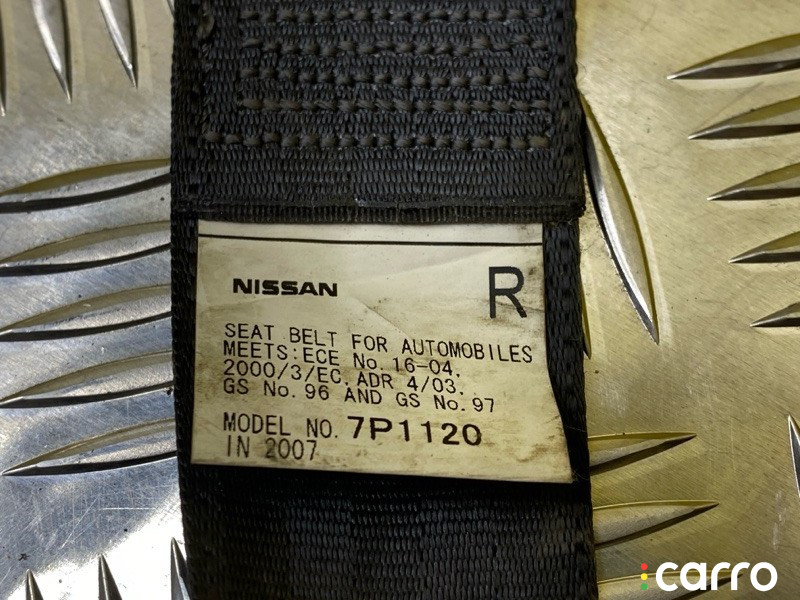 NISSAN
R
SEAT BELT FOR AUTOMOBILES
MEETS:ECE No.16-04,
2000/3/EC,ADR 4/03,
GS No.96 AND GS No.97
MODEL NO. 7P1120
IN 2007
carro